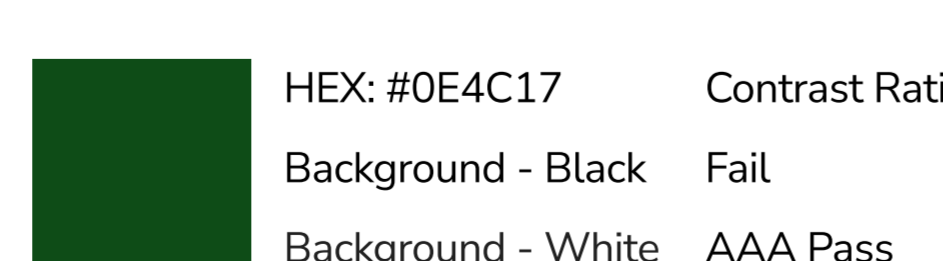 HEX: #0E4C17 Contrast Rati
Background - Black Fail
Background - White AAA Pass